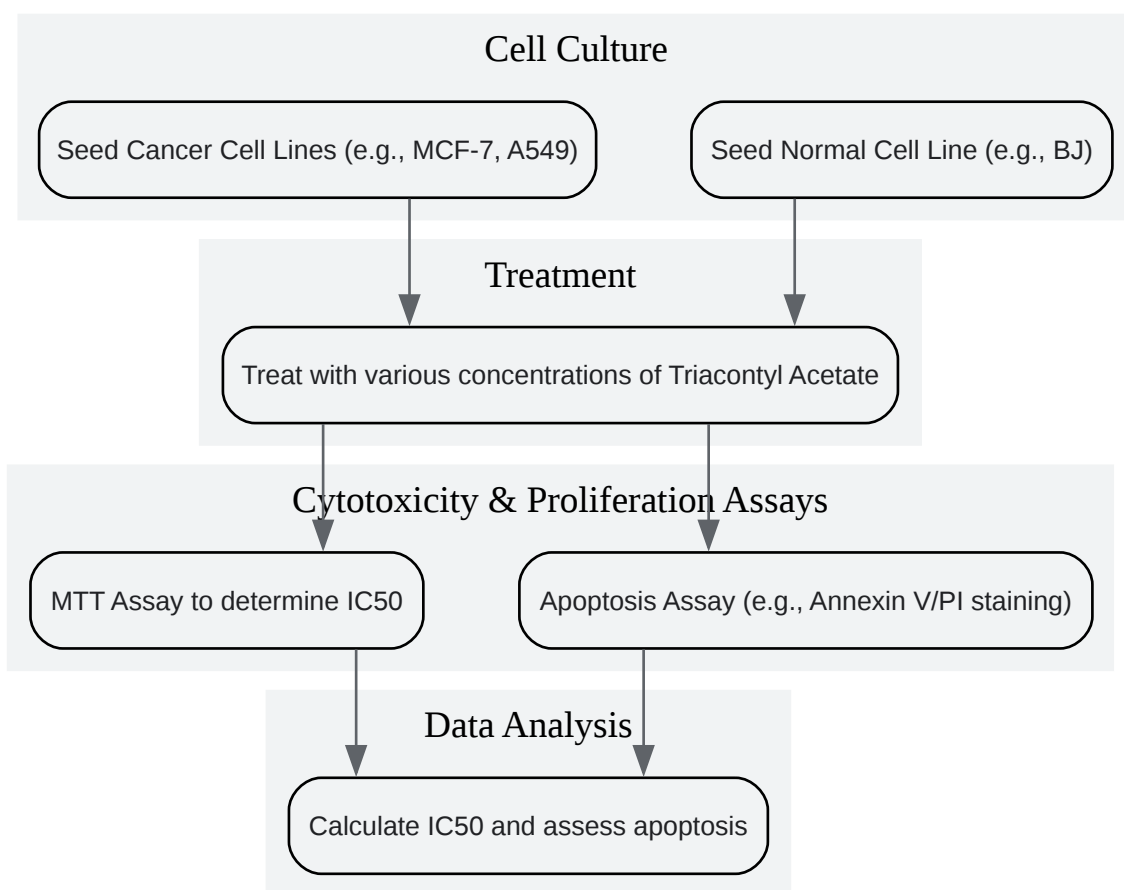 Cell Culture
Seed Cancer Cell Lines (e.g., MCF-7, A549)
Seed Normal Cell Line (e.g., BJ)
Treatment
Treat with various concentrations of Triacontyl Acetate
Cytotoxicity & Proliferation Assays
MTT Assay to determine IC50
Apoptosis Assay (e.g., Annexin V/PI staining)
Data Analysis
Calculate IC50 and assess apoptosis